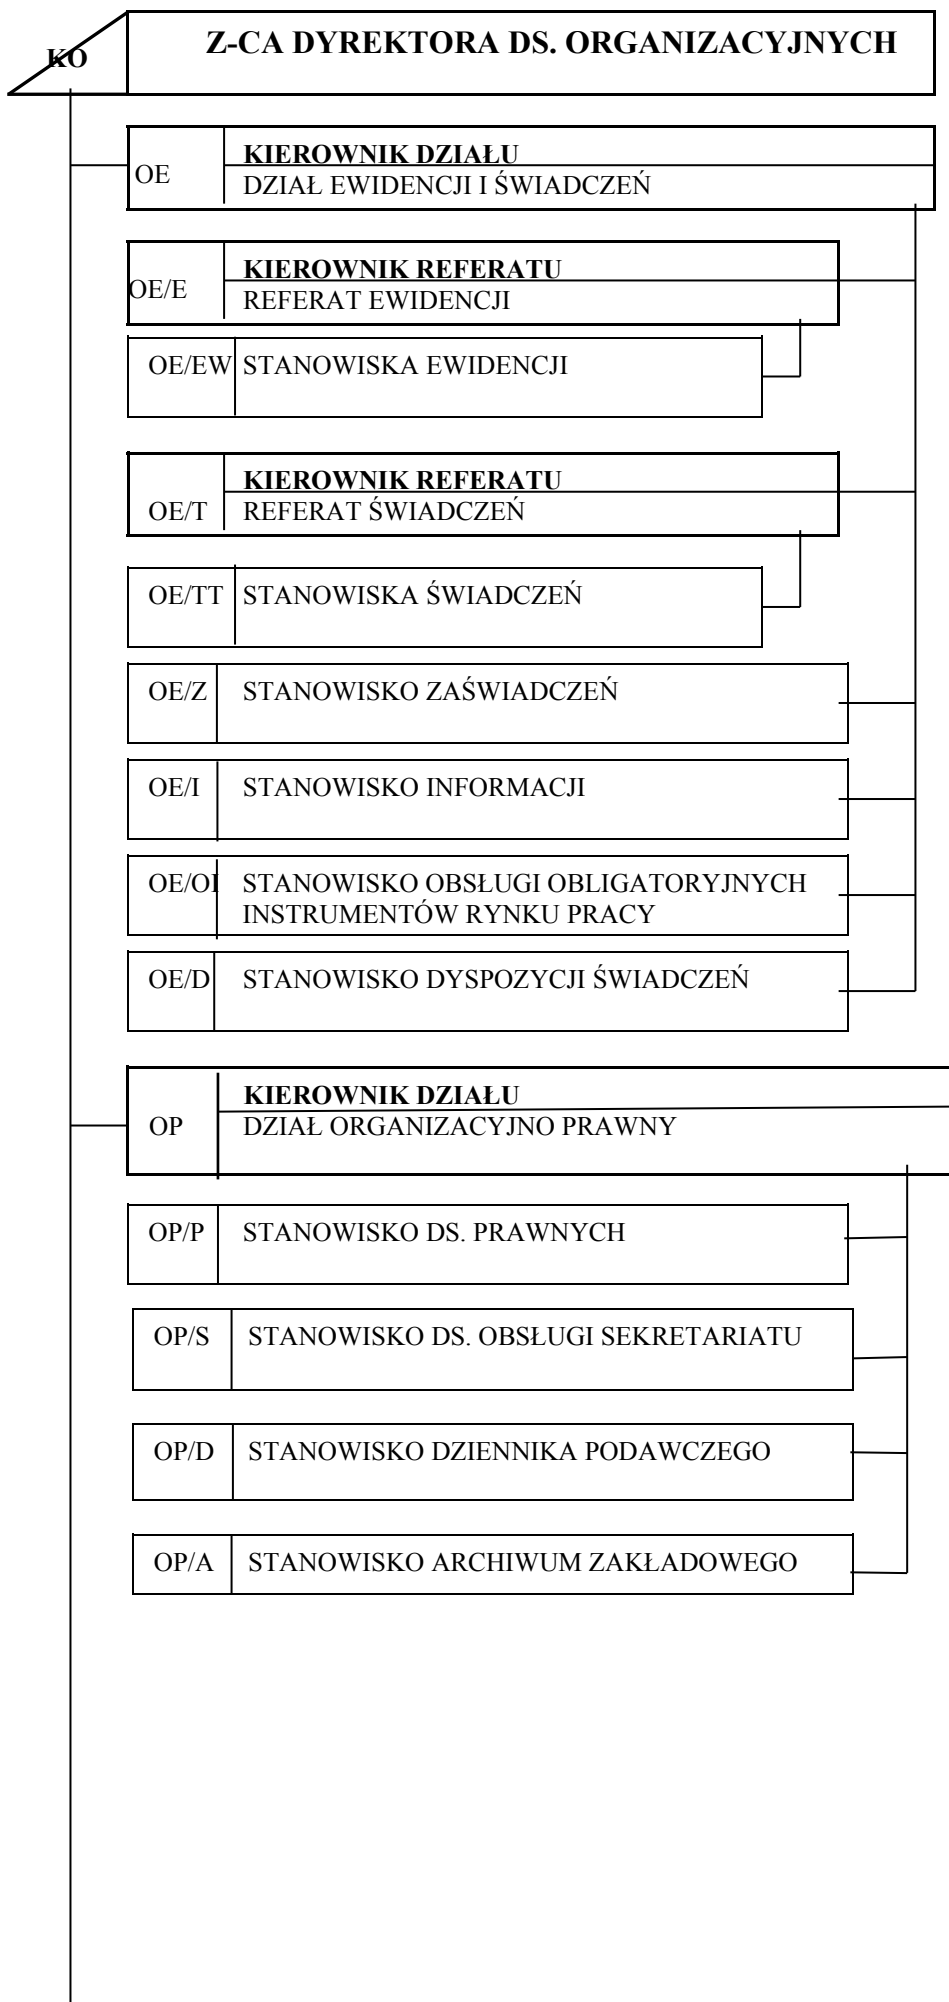 KO
Z-CA DYREKTORA DS. ORGANIZACYJNYCH
OE
KIEROWNIK DZIAŁU
DZIAŁ EWIDENCJI I ŚWIADCZEŃ
OE/E
KIEROWNIK REFERATU
REFERAT EWIDENCJI
OE/EW STANOWISKA EWIDENCJI
OE/T
KIEROWNIK REFERATU
REFERAT ŚWIADCZEŃ
OE/TT STANOWISKA ŚWIADCZEŃ
OE/Z STANOWISKO ZAŚWIADCZEŃ
OE/I STANOWISKO INFORMACJI
OE/OI STANOWISKO OBSŁUGI OBLIGATORYJNYCH
INSTRUMENTÓW RYNKU PRACY
OE/D STANOWISKO DYSPOZYCJI ŚWIADCZEŃ
OP
KIEROWNIK DZIAŁU
DZIAŁ ORGANIZACYJNO PRAWNY
OP/P STANOWISKO DS. PRAWNYCH
OP/S STANOWISKO DS. OBSŁUGI SEKRETARIATU
OP/D STANOWISKO DZIENNIKA PODAWCZEGO
OP/A STANOWISKO ARCHIWUM ZAKŁADOWEGO